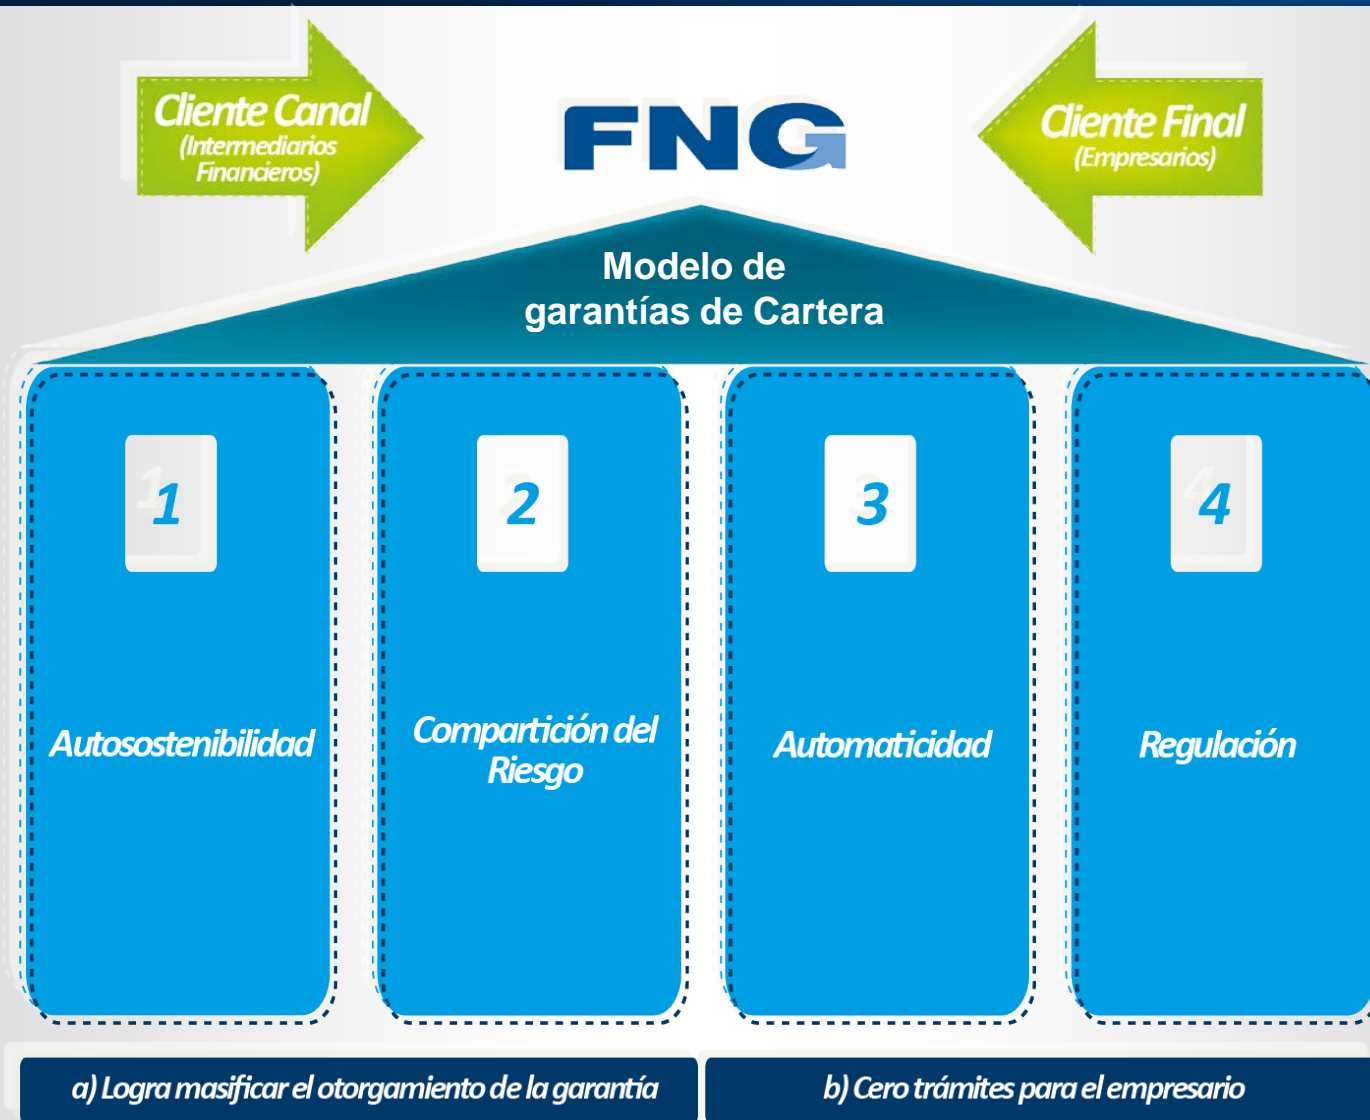 Cliente Canal
(Intermediarios
Financieros)
FNG
Cliente Final
(Empresarios)
Modelo de
garantías de Cartera
1
2
3
4
Autosostenibilidad
Compartición del
Riesgo
Automaticidad
Regulación
a) Logra masificar el otorgamiento de la garantía
b) Cero trámites para el empresario